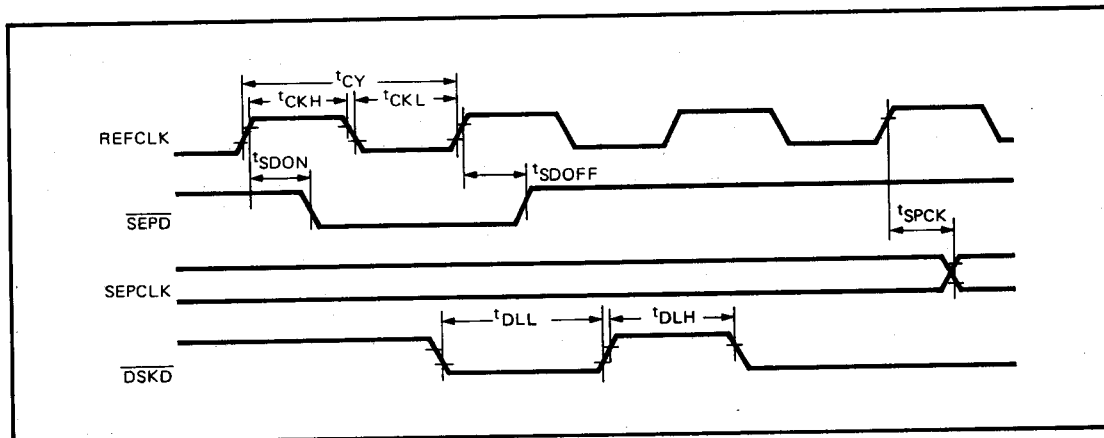 tCY
tCKH tCKL
REFCLK
tSDON tSDOFF
SEPD
tSPCK
SEPCLK
tDLL tDLH
DSKD